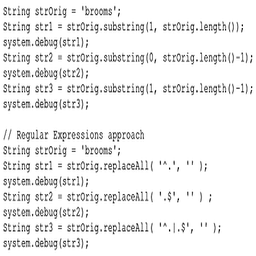 String strOrig = 'brooms';
String str1 = strOrig.substring(1, strOrig.length());
system.debug(str1);
String str2 = strOrig.substring(0, strOrig.length()-1);
system.debug(str2);
String str3 = strOrig.substring(1, strOrig.length()-1);
system.debug(str3);

// Regular Expressions approach
String strOrig = 'brooms';
String str1 = strOrig.replaceAll( '^.', '' );
system.debug(str1);
String str2 = strOrig.replaceAll( '.$', '' ) ;
system.debug(str2);
String str3 = strOrig.replaceAll( '^.|.$', '' );
system.debug(str3);